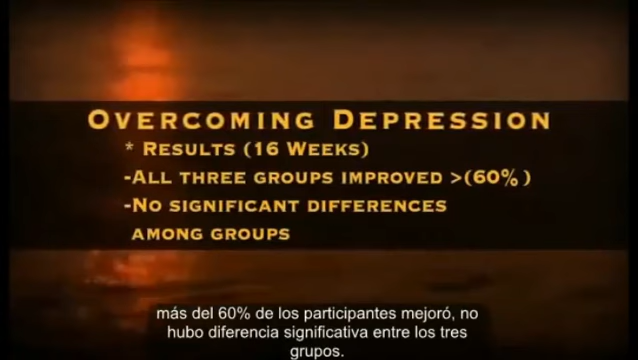 OVERCOMING DEPRESSION
* RESULTS (16 WEEKS)
-ALL THREE GROUPS IMPROVED >(60%)
-NO SIGNIFICANT DIFFERENCES
AMONG GROUPS
más del 60% de los participantes mejoró, no
hubo diferencia significativa entre los tres
grupos.